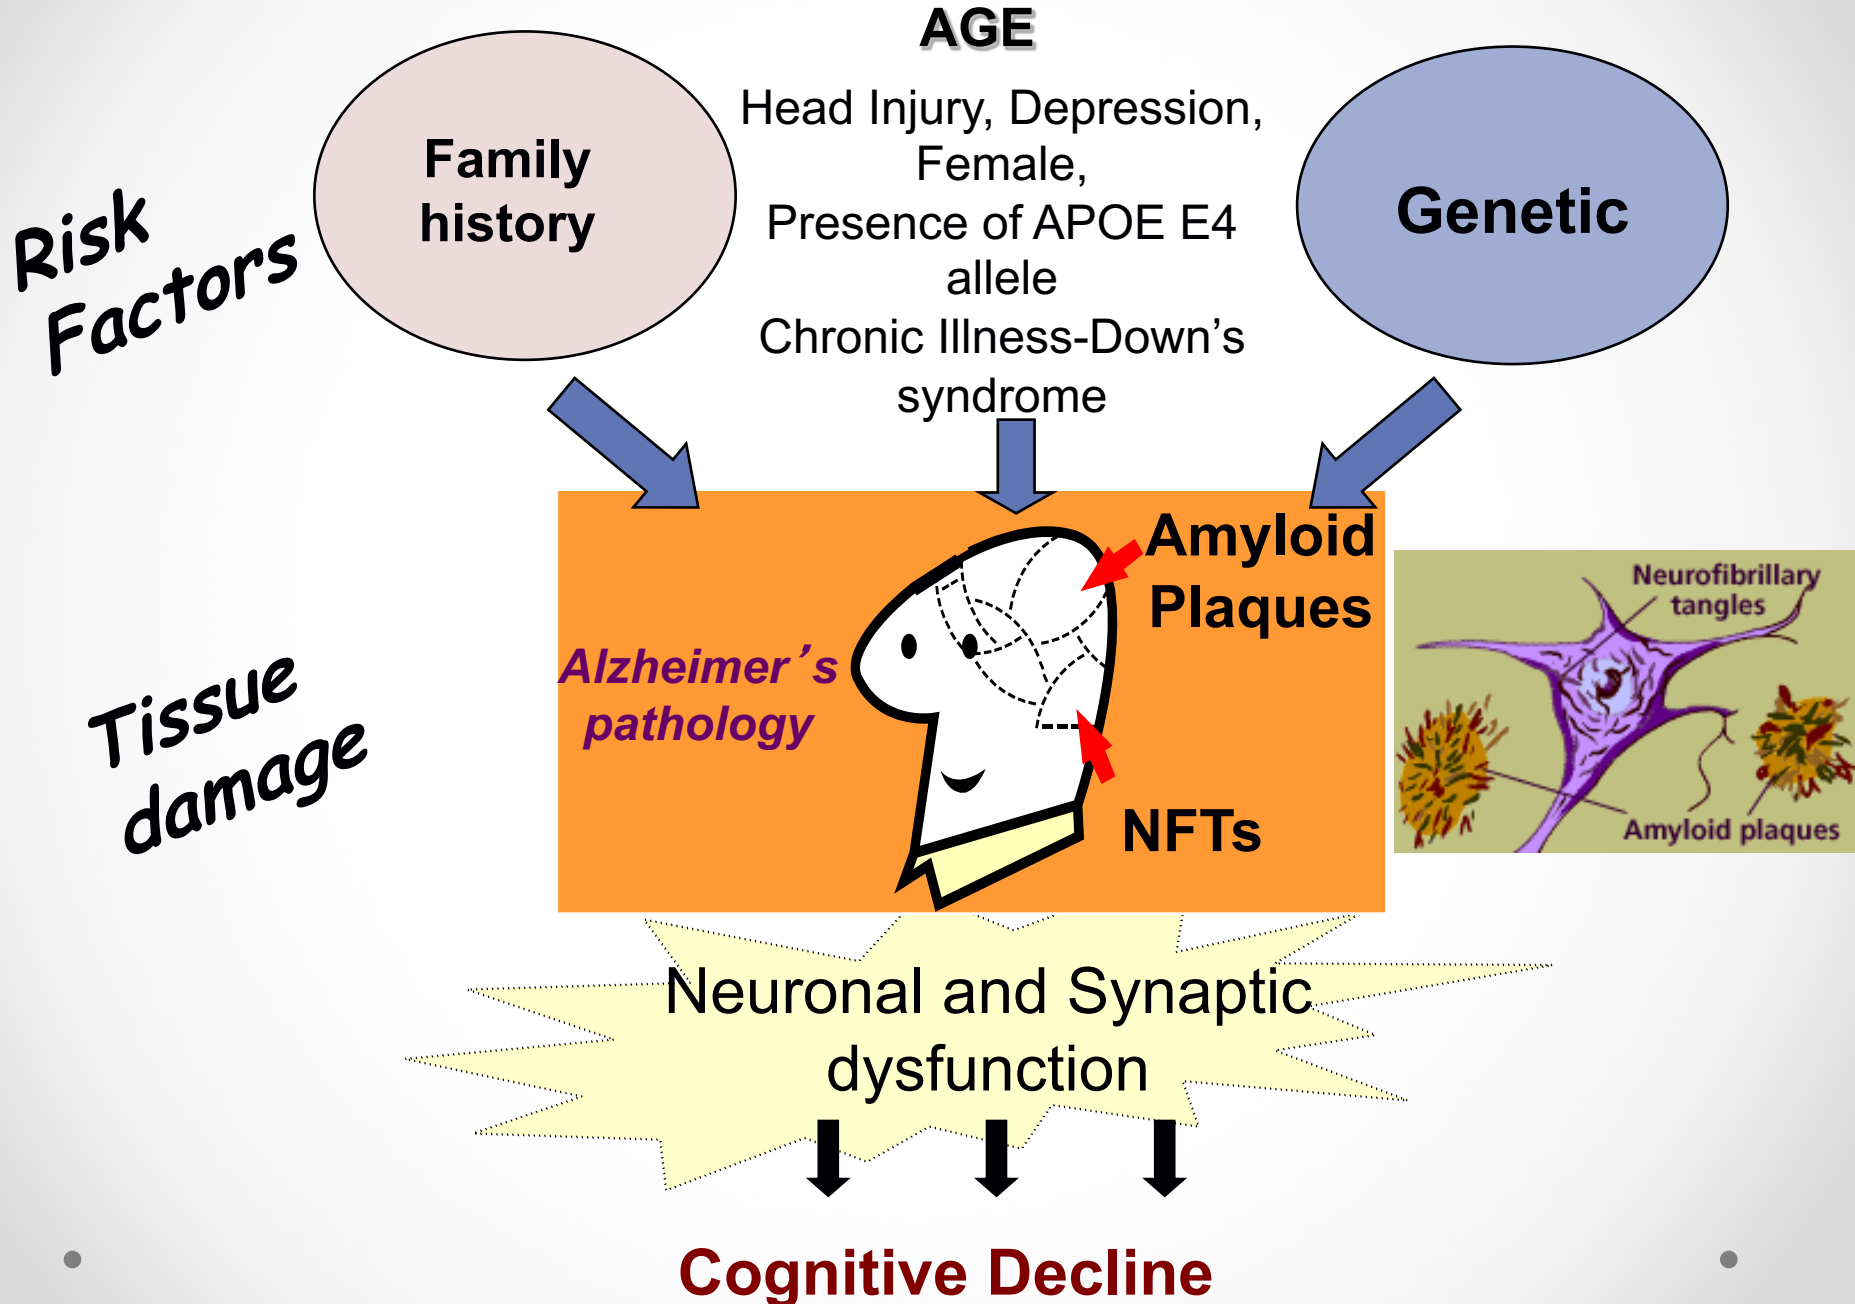 AGE
Head Injury, Depression,
Female,
Presence of APOE E4
allele
Chronic Illness-Down's
syndrome
Family
history
Genetic
Risk
Factors
Amyloid
Plaques
Alzheimer's
pathology
NFTs
Neurofibrillary
tangles
Amyloid plaques
Tissue
damage
Neuronal and Synaptic
dysfunction
Cognitive Decline